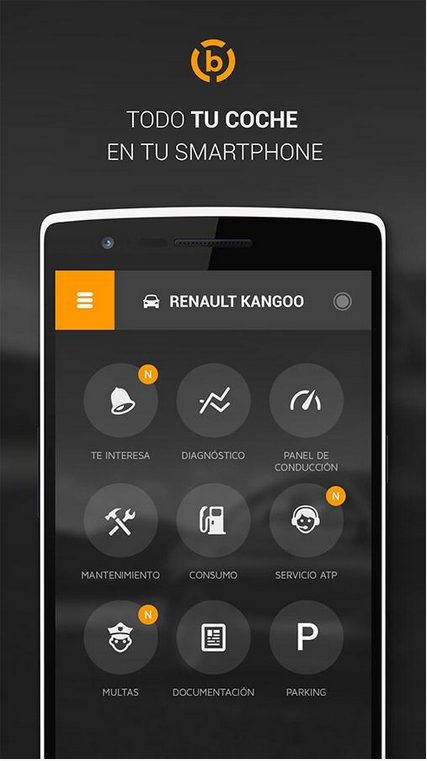 b
TODO TU COCHE
EN TU SMARTPHONE
RENAULT KANGOO
N
TE INTERESA
DIAGNÓSTICO
PANEL DE
CONDUCCIÓN
N
MANTENIMIENTO
CONSUMO
SERVICIO ATP
N
P
MULTAS
DOCUMENTACIÓN
PARKING